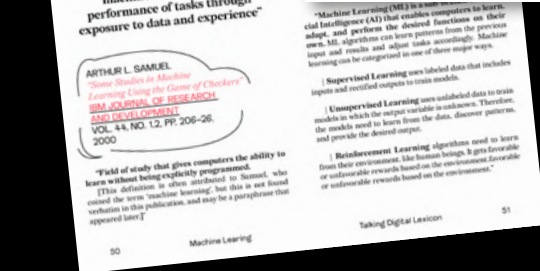 performance of tasks through
exposure to data and experience"
ARTHUR L. SAMUEL
"Some Studies in Machine
Learning Using the Game of Checkers"
IBM JOURNAL OF RESEARCH
AND DEVELOPMENT
VOL. 44, NO. 1.2, PP. 206–26.
2000
"Field of study that gives computers the ability to
learn without being explicitly programmed.
[This definition is often attributed to Samuel, who
coined the term 'machine learning', but this is not found
verbatim in this publication, and may be a paraphrase that
appeared later.]"
50
Machine Learing
"Machine Learning (ML) is a sub
cial Intelligence (AI) that enables computers to learn,
adapt, and perform the desired functions on their
own. ML algorithms can learn patterns from the previous
input and results and adjust tasks accordingly. Machine
learning can be categorized in one of three major ways.
| Supervised Learning uses labeled data that includes
inputs and rectified outputs to train models.
| Unsupervised Learning uses unlabeled data to train
models in which the output variable is unknown. Therefore,
the models need to learn from the data, discover patterns,
and provide the desired output.
| Reinforcement Learning algorithms need to learn
from their environment, like human beings. It gets favorable
or unfavorable rewards based on the environment.favorable
or unfavorable rewards based on the environment."
Talking Digital Lexicon
51